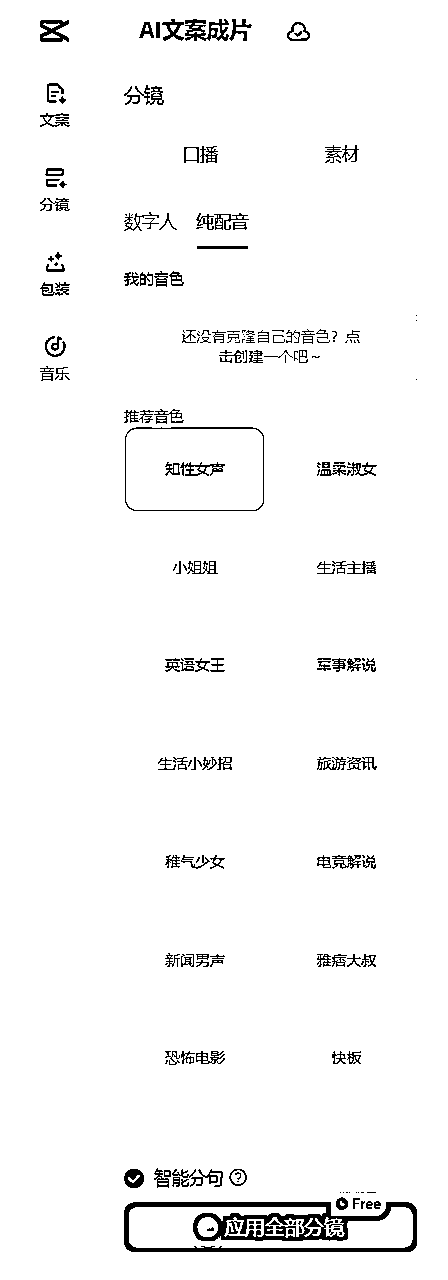 AI文案成片
文案
分镜
包装
音乐
分镜
口播 素材
数字人 纯配音
我的音色
还没有克隆自己的音色？点
击创建一个吧～
推荐音色
知性女声 温柔淑女
小姐姐 生活主播
英语女王 军事解说
生活小妙招 旅游资讯
稚气少女 电竞解说
新闻男声 雅痞大叔
恐怖电影 快板
智能分句
Free
应用全部分镜